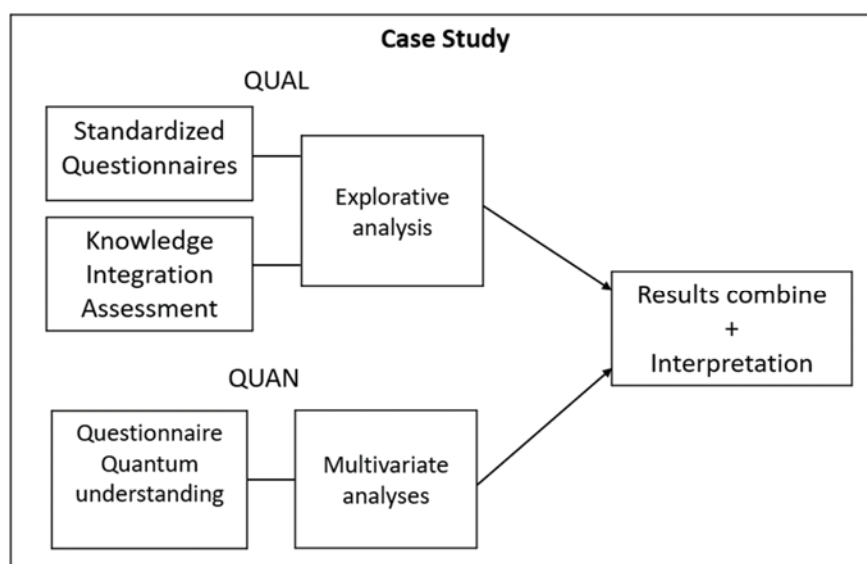 Case Study
QUAL
Standardized
Questionnaires
Knowledge
Integration
Assessment
Explorative
analysis
Results combine
+
Interpretation
QUAN
Questionnaire
Quantum
understanding
Multivariate
analyses